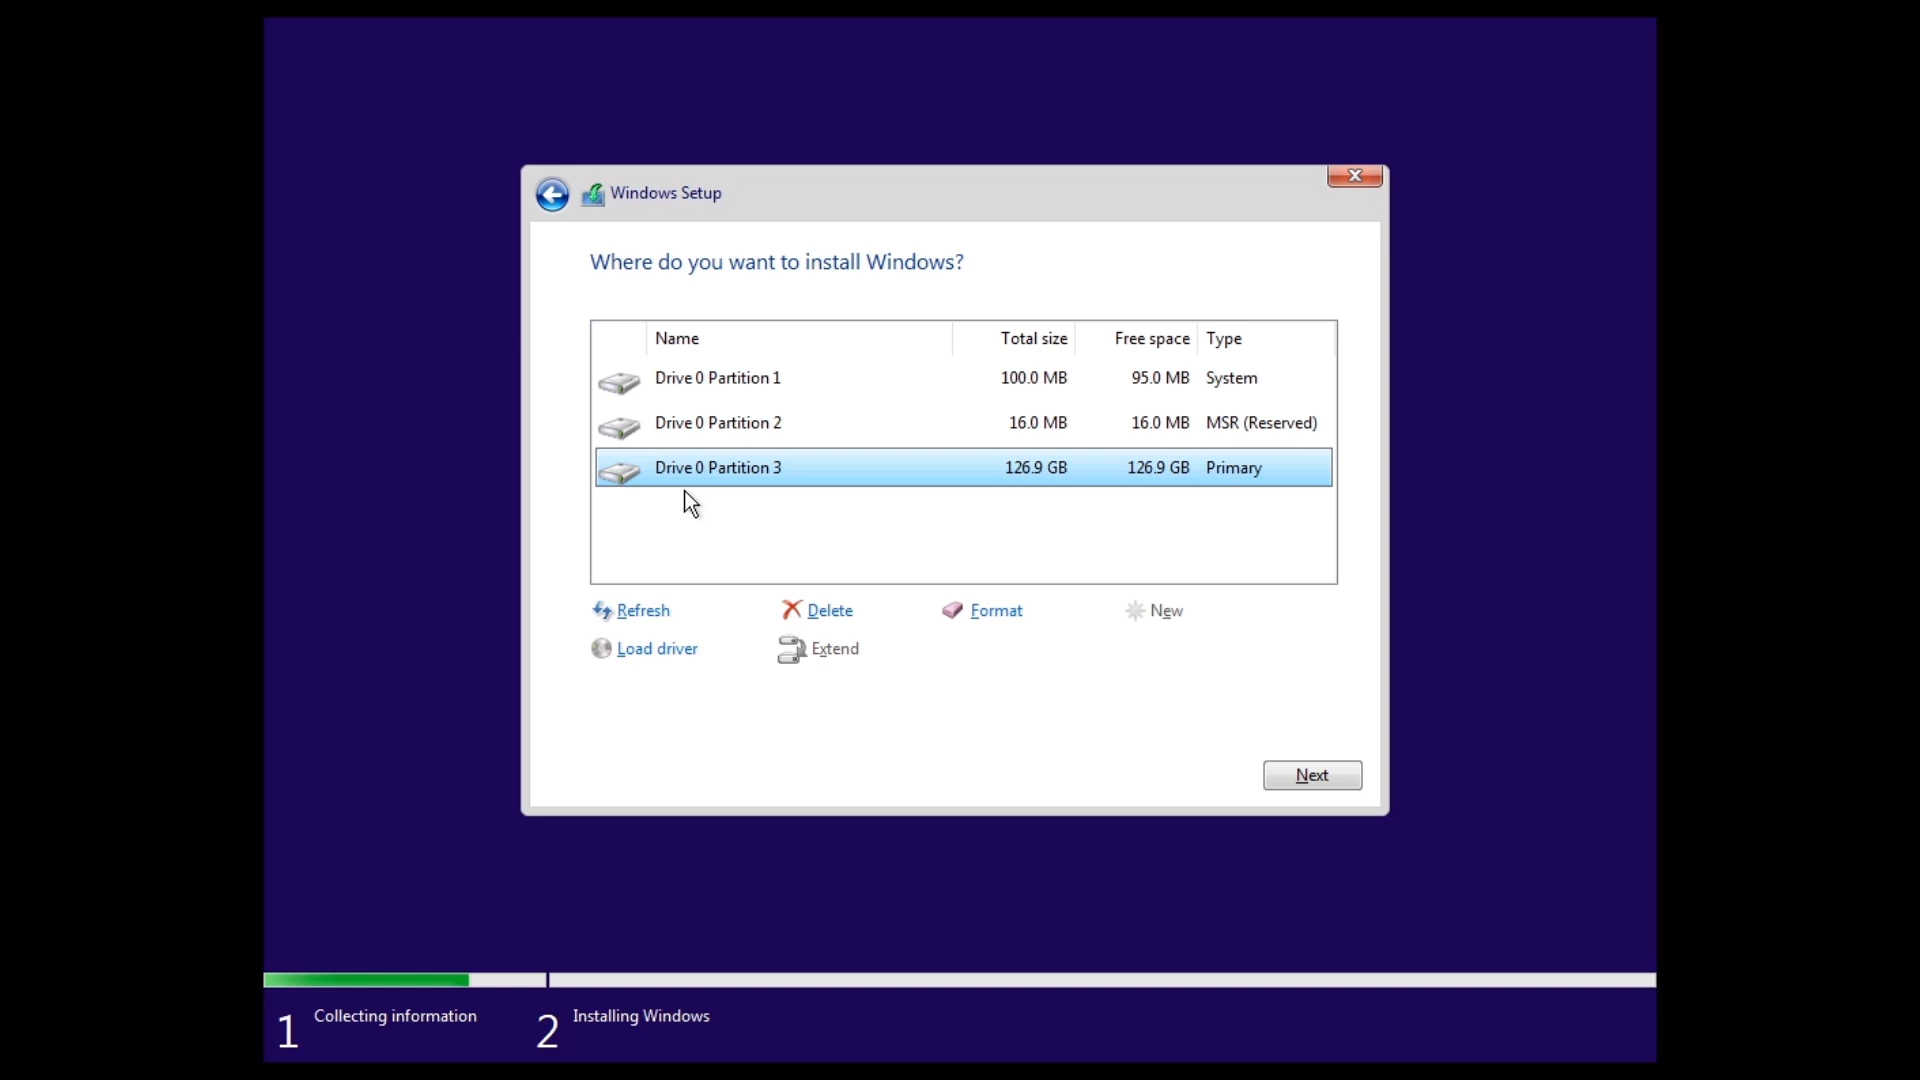 Windows Setup
Where do you want to install Windows?
Name Total size Free space Type
Drive 0 Partition 1 100.0 MB 95.0 MB System
Drive 0 Partition 2 16.0 MB 16.0 MB MSR (Reserved)
Drive 0 Partition 3 126.9 GB 126.9 GB Primary
Refresh Delete Format New
Load driver Extend
Next
1 Collecting information 2 Installing Windows